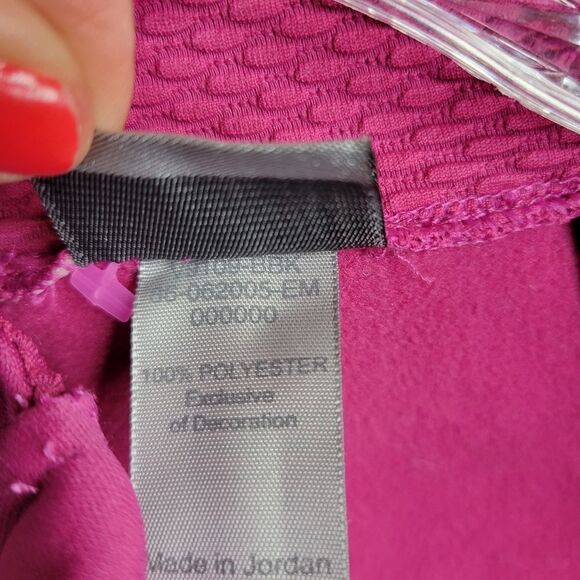 062005-EM
000000
100% POLYESTER
Exclusive
of Decoration
Made in Jordan